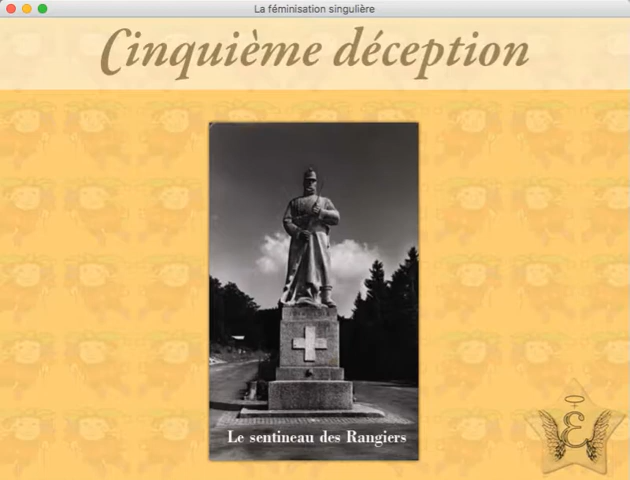 La féminisation singulière
Cinquième déception
Le sentineau des Rangiers
ℰ